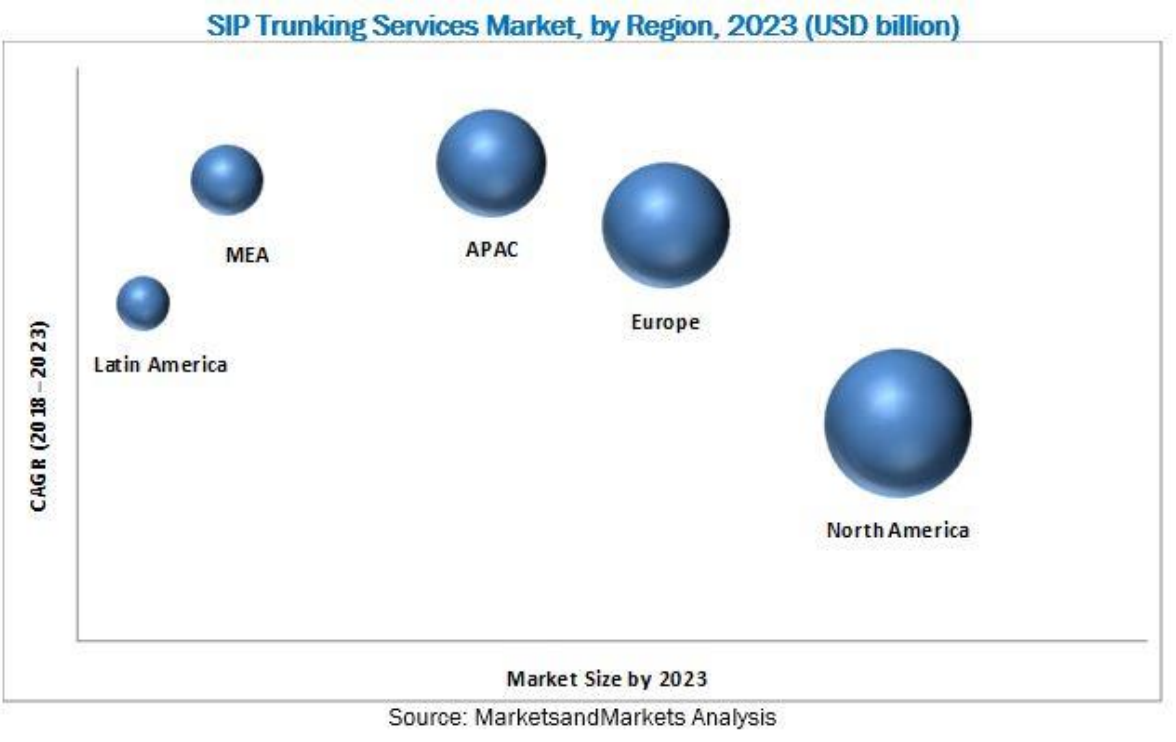 SIP Trunking Services Market, by Region, 2023 (USD billion)
MEA
APAC
Europe
Latin America
North America
CAGR (2018 – 2023)
Market Size by 2023
Source: MarketsandMarkets Analysis